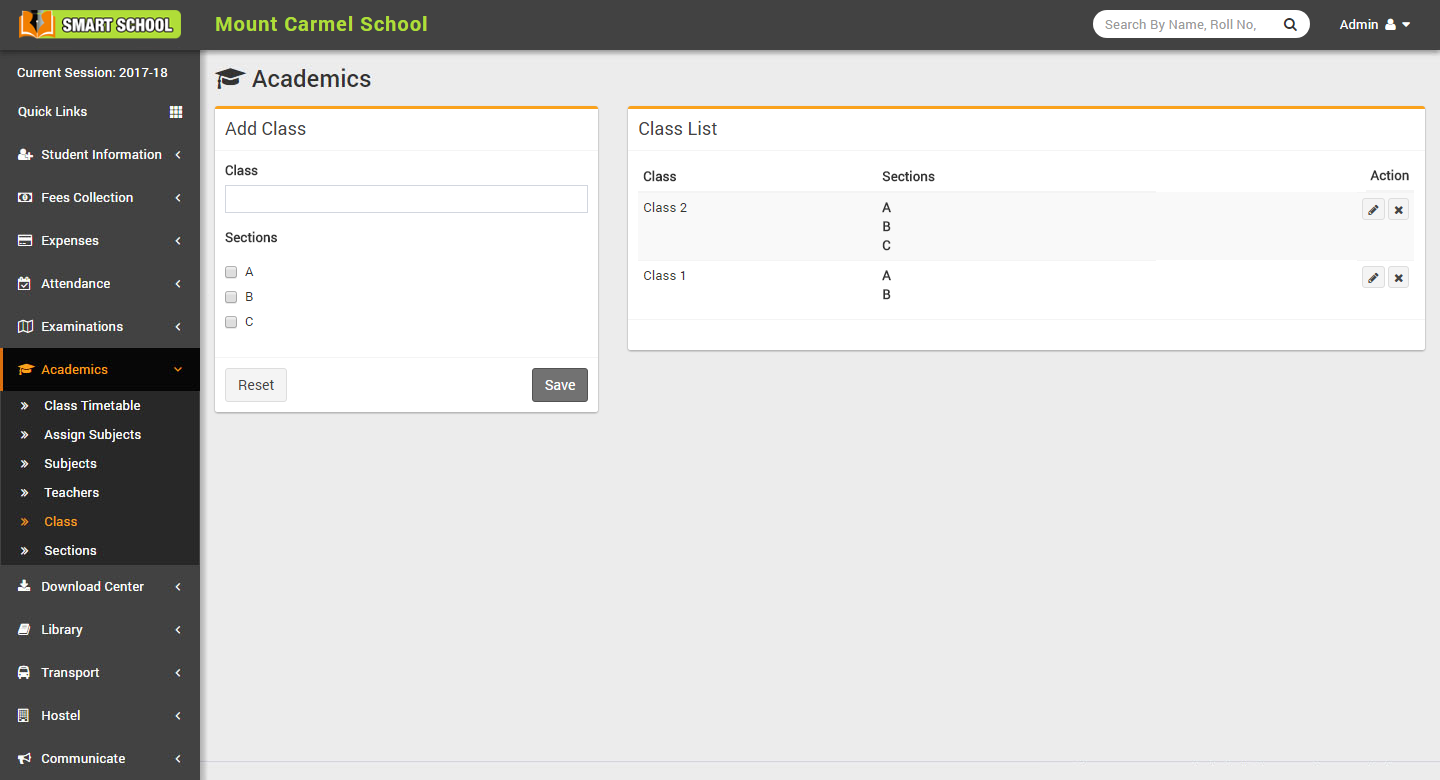 SMART SCHOOL
Mount Carmel School
Search By Name, Roll No,
Admin
Current Session: 2017-18
Quick Links
Student Information
Fees Collection
Expenses
Attendance
Examinations
Academics
Class Timetable
Assign Subjects
Subjects
Teachers
Class
Sections
Download Center
Library
Transport
Hostel
Communicate
Academics
Add Class
Class
Sections
A
B
C
Reset Save
Class List
Class Sections Action
Class 2 A
B
C
Class 1 A
B